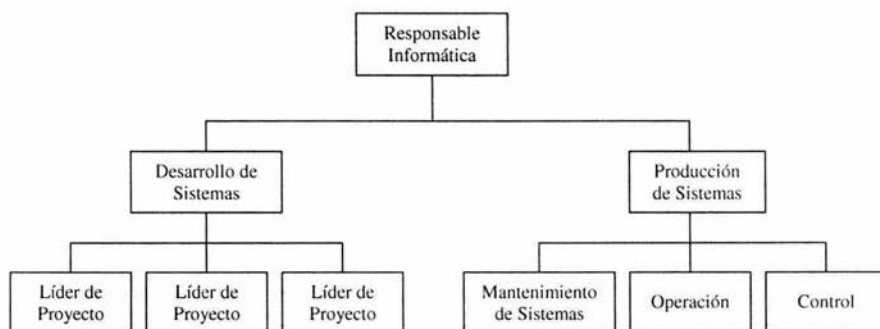 Responsable
Informática
Desarrollo de
Sistemas
Producción
de Sistemas
Líder de
Proyecto
Líder de
Proyecto
Líder de
Proyecto
Mantenimiento
de Sistemas
Operación
Control